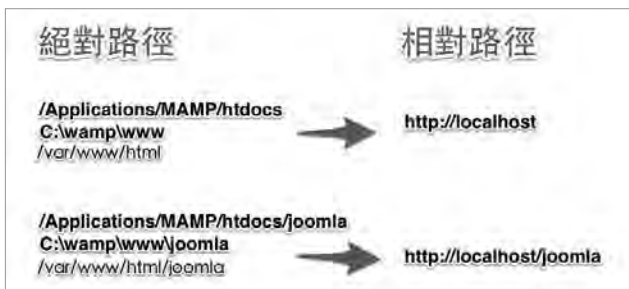 絕對路徑
相對路徑
/Applications/MAMP/htdocs
C:\wamp\www
/var/www/html
http://localhost
/Applications/MAMP/htdocs/joomla
C:\wamp\www\joomla
/var/www/html/joomla
http://localhost/joomla